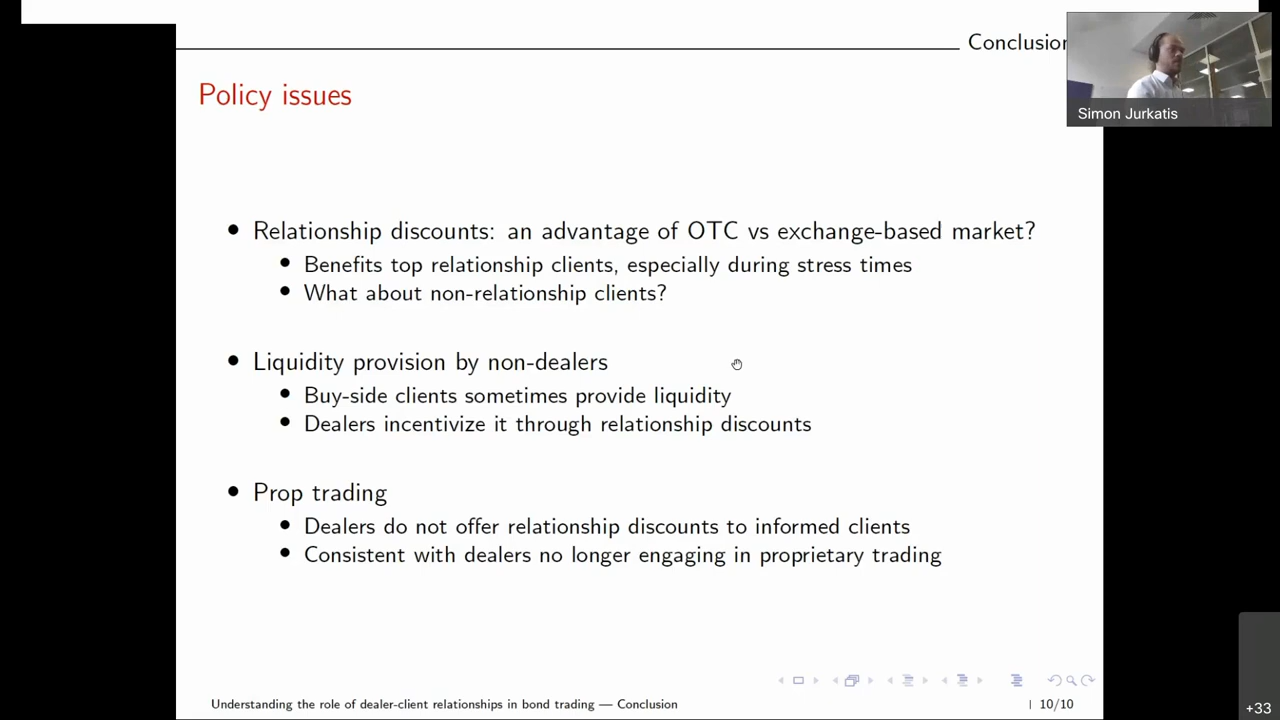 Conclusion
Simon Jurkatis
Policy issues
• Relationship discounts: an advantage of OTC vs exchange-based market?
• Benefits top relationship clients, especially during stress times
• What about non-relationship clients?
• Liquidity provision by non-dealers
• Buy-side clients sometimes provide liquidity
• Dealers incentivize it through relationship discounts
• Prop trading
• Dealers do not offer relationship discounts to informed clients
• Consistent with dealers no longer engaging in proprietary trading
Understanding the role of dealer-client relationships in bond trading — Conclusion | 10/10
+33